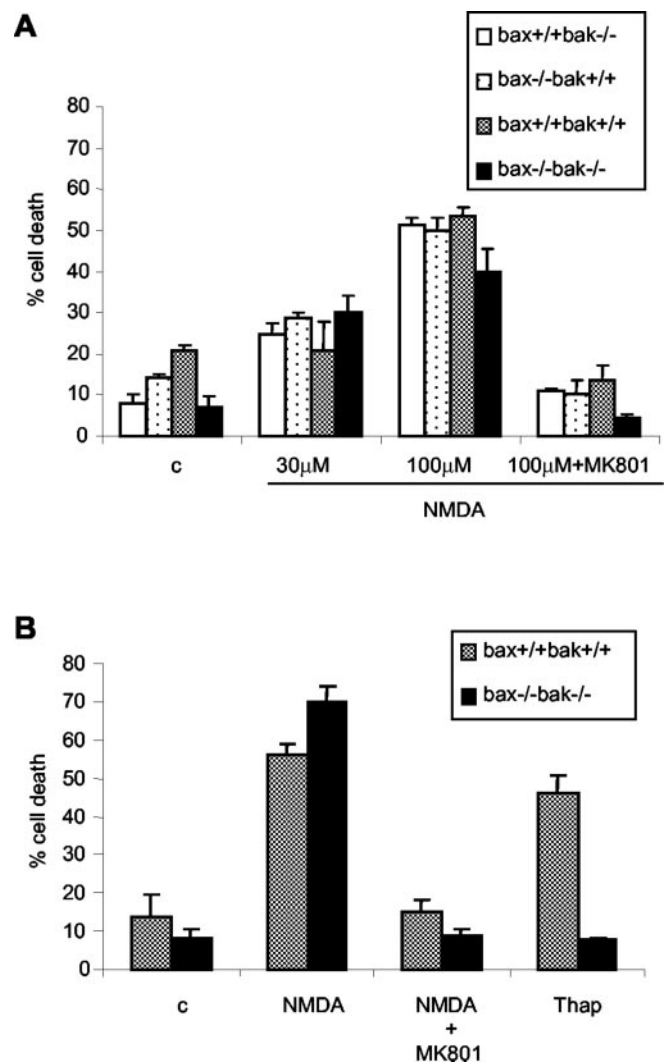 A
bax+/+bak-/-
bax-/-bak+/+
bax+/+bak+/+
bax-/-bak-/-
80
70
60
50
40
30
20
10
0
% cell death
c
30µM
100µM
100µM+MK801
NMDA
B
bax+/+bak+/+
bax-/-bak-/-
80
70
60
50
40
30
20
10
0
% cell death
c
NMDA
NMDA
+
MK801
Thap